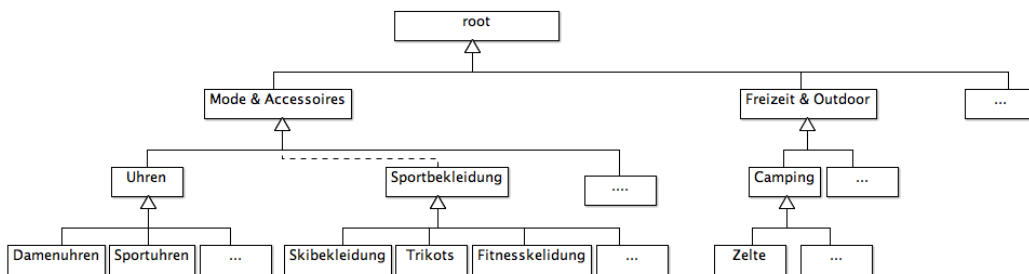 root
Mode & Accessoires
Freizeit & Outdoor
...
Uhren
Sportbekleidung
....
Camping
...
Damenuhren
Sportuhren
...
Skibekleidung
Trikots
Fitnesskelidung
...
Zelte
...